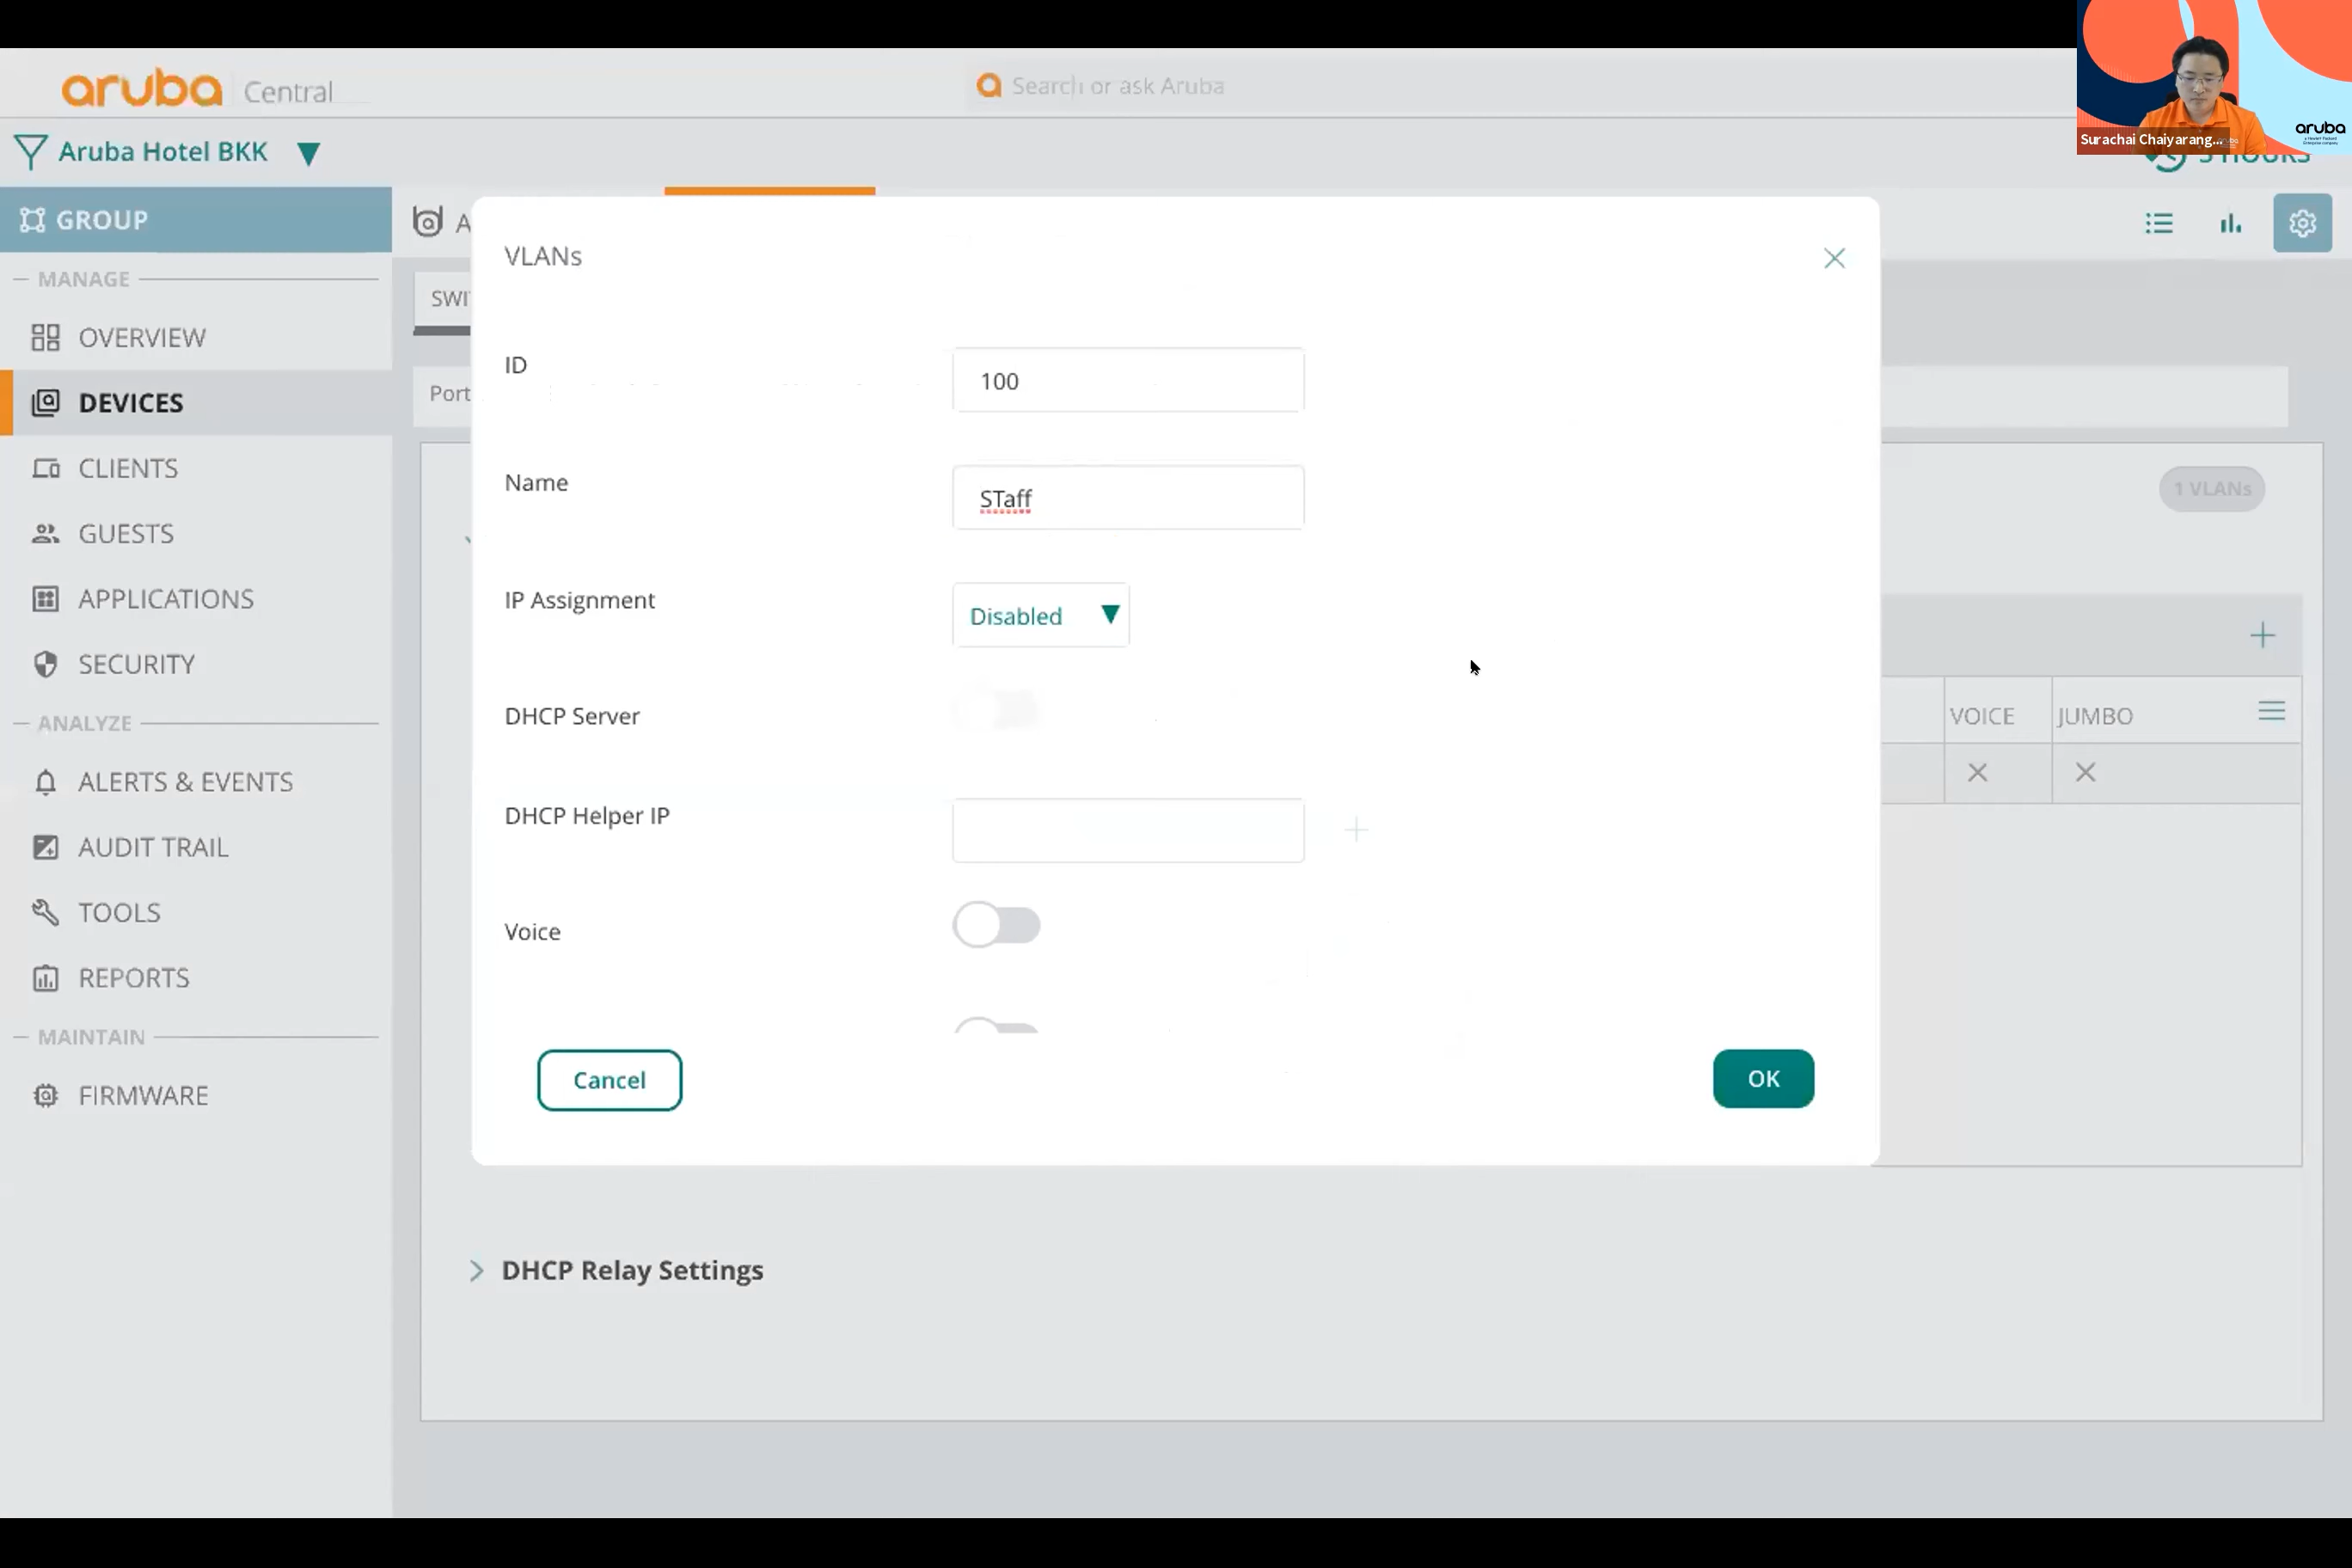 aruba Central
Search or ask Aruba
Surachai Chaiyarang...
aruba
Aruba Hotel BKK
3 HOURS
GROUP
MANAGE
OVERVIEW
DEVICES
CLIENTS
GUESTS
APPLICATIONS
SECURITY
ANALYZE
ALERTS & EVENTS
AUDIT TRAIL
TOOLS
REPORTS
MAINTAIN
FIRMWARE
A
SWI
Port
VLANs
ID
100
Name
STaff
IP Assignment
Disabled
DHCP Server
DHCP Helper IP
Voice
Cancel
OK
1 VLANs
VOICE
JUMBO
DHCP Relay Settings